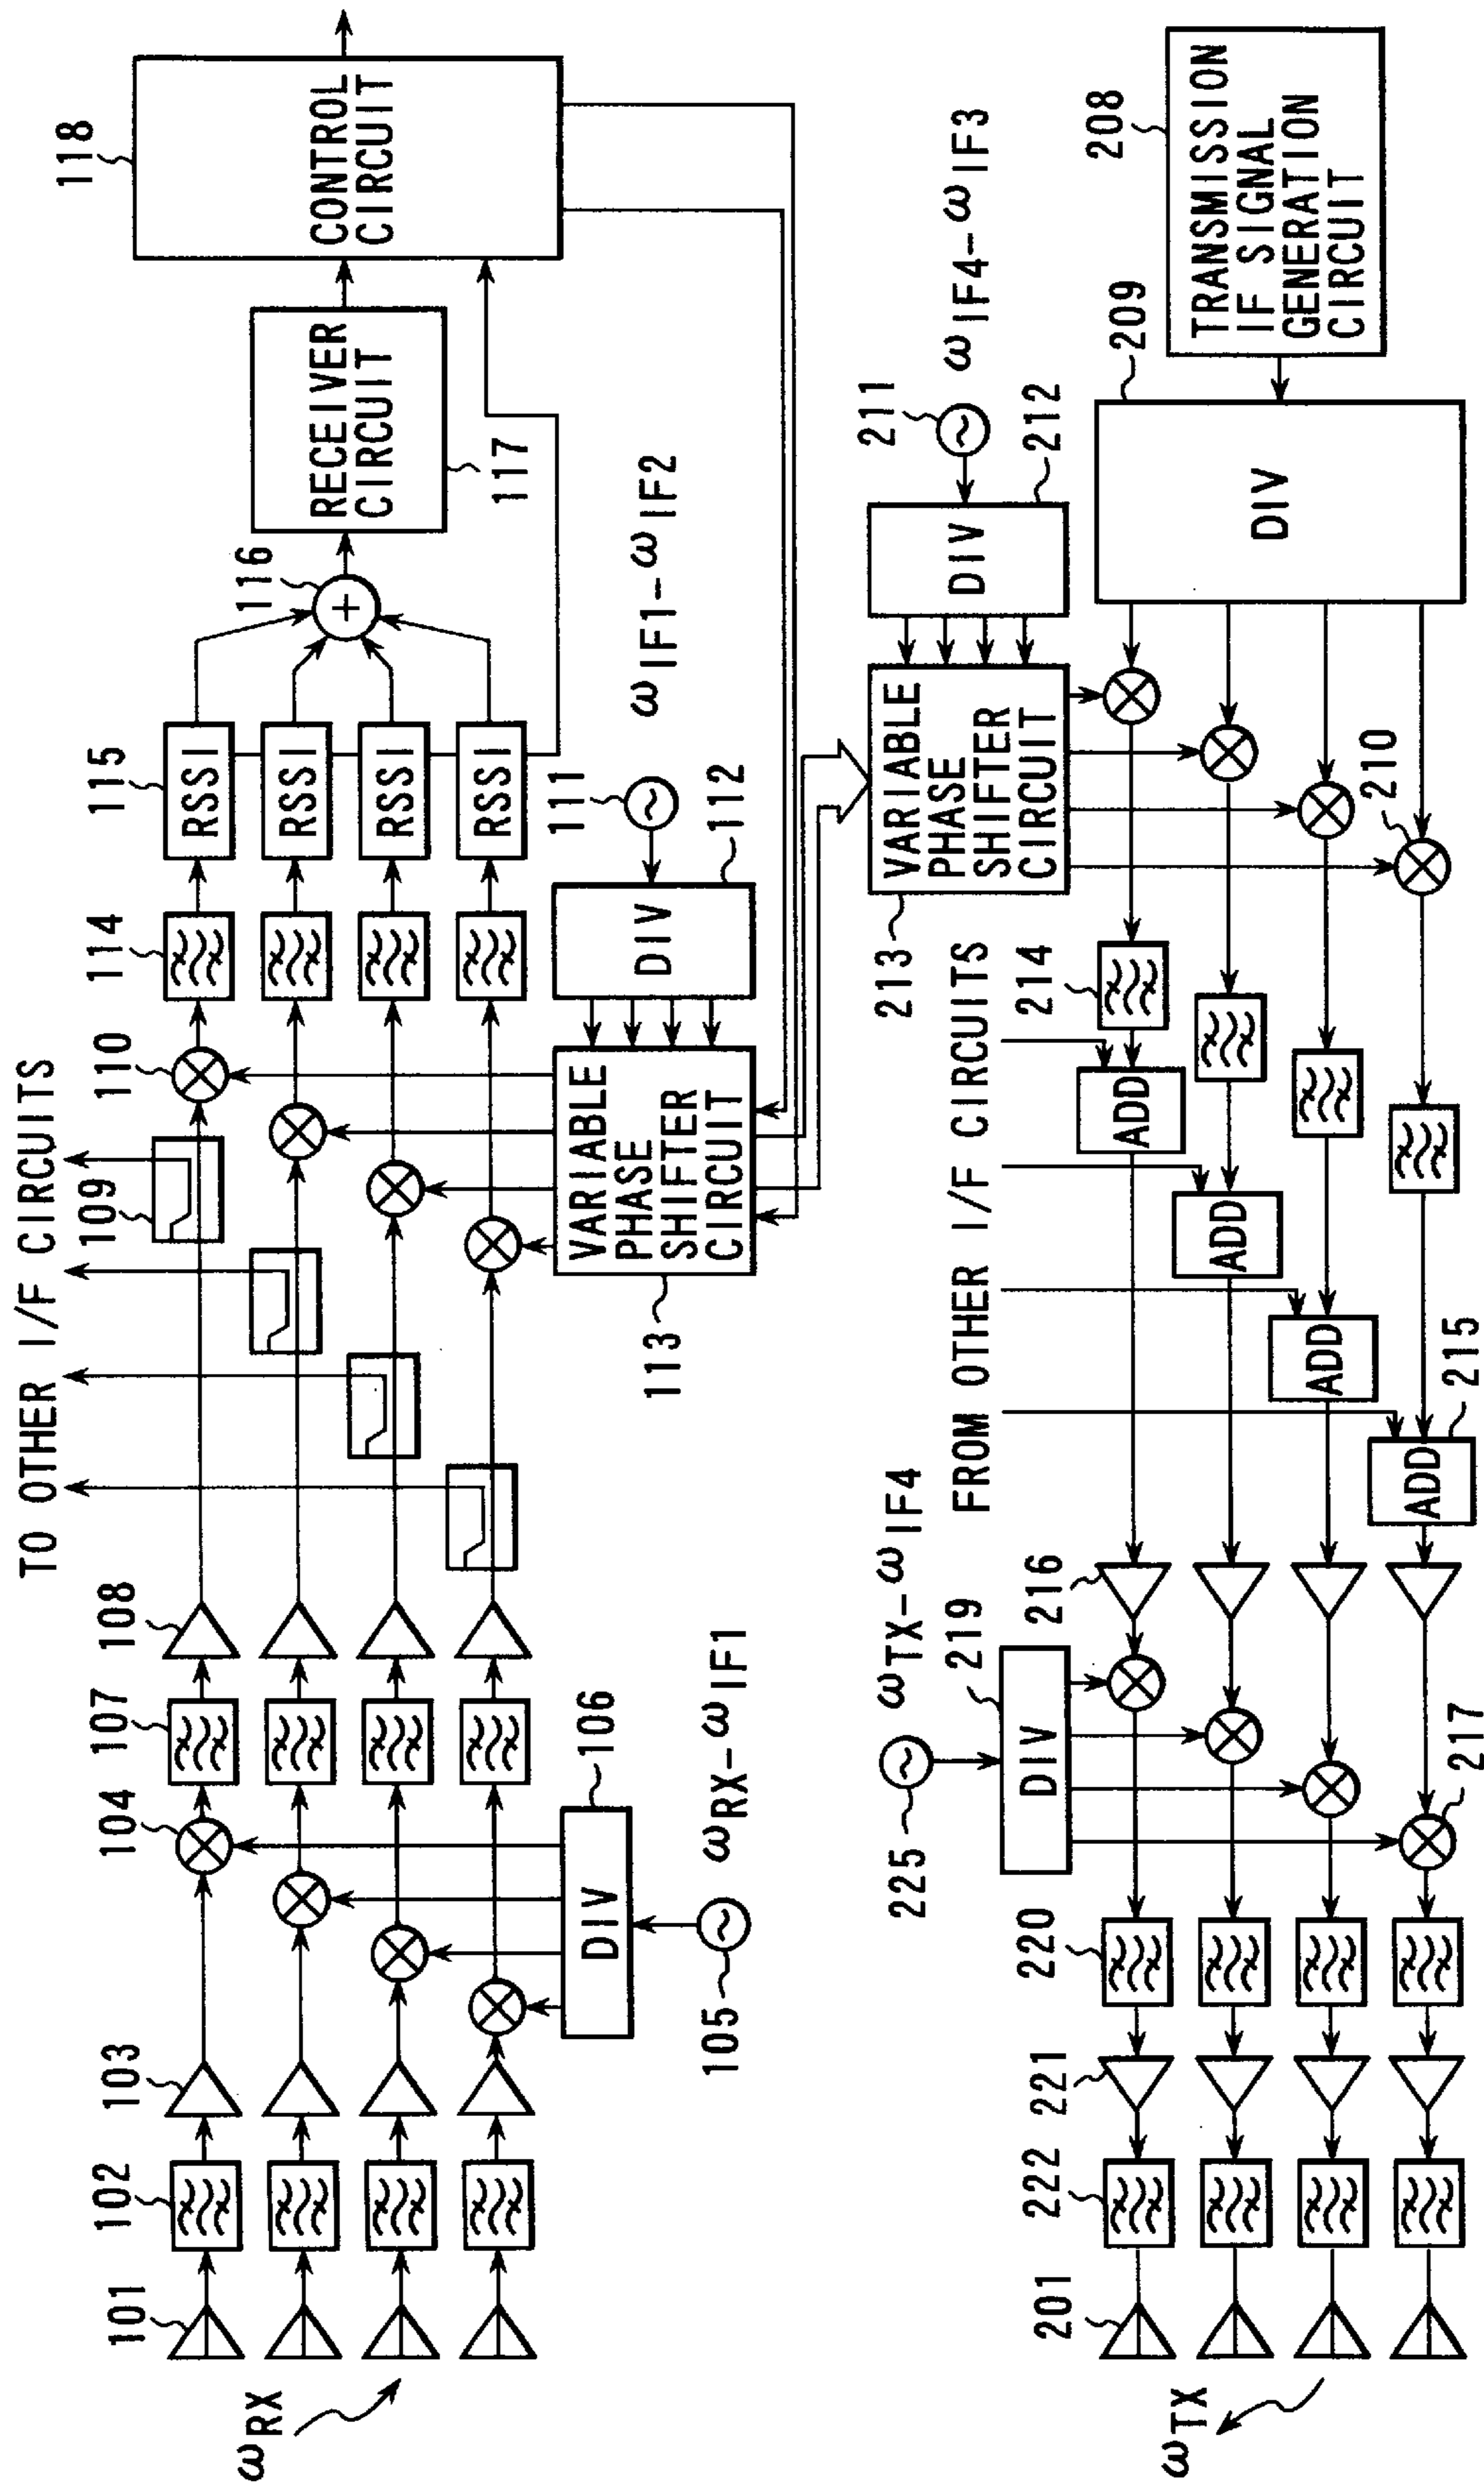 TO OTHER I/F CIRCUITS
118
CONTROL
CIRCUIT
RECEIVER
CIRCUIT
117
116
115
RSSI
RSSI
RSSI
RSSI
114
110
109
108
107
104
103
102
101
ωRX
111
ωIF1-ωIF2
112
DIV
VARIABLE
PHASE
SHIFTER
CIRCUIT
113
106
DIV
105
ωRX-ωIF1
211
ωIF4-ωIF3
212
DIV
VARIABLE
PHASE
SHIFTER
CIRCUIT
213
208
TRANSMISSION
IF SIGNAL
GENERATION
CIRCUIT
209
DIV
210
214
FROM OTHER I/F CIRCUITS
ADD
ADD
ADD
ADD
215
216
225
ωTX-ωIF4
219
DIV
217
220
221
222
201
ωTX